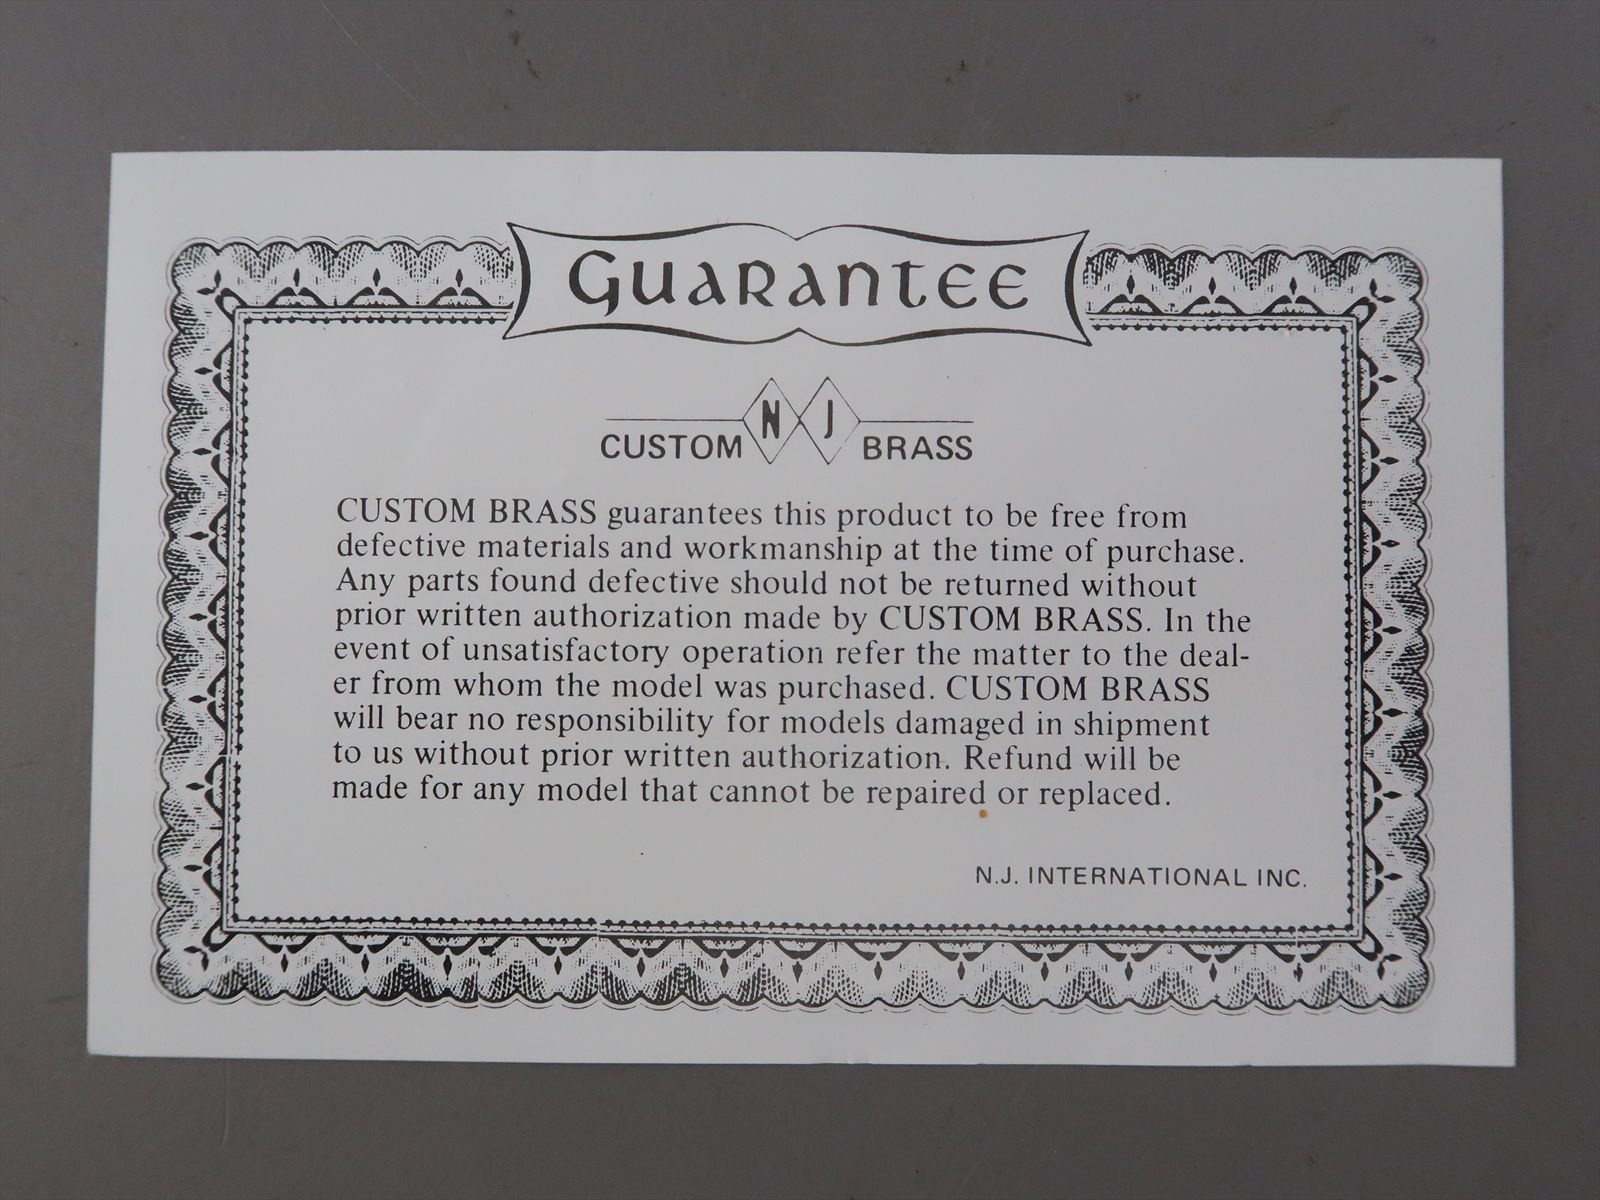 GUARANTEE
N J
CUSTOM BRASS
CUSTOM BRASS guarantees this product to be free from
defective materials and workmanship at the time of purchase.
Any parts found defective should not be returned without
prior written authorization made by CUSTOM BRASS. In the
event of unsatisfactory operation refer the matter to the deal-
er from whom the model was purchased. CUSTOM BRASS
will bear no responsibility for models damaged in shipment
to us without prior written authorization. Refund will be
made for any model that cannot be repaired or replaced.
N.J. INTERNATIONAL INC.